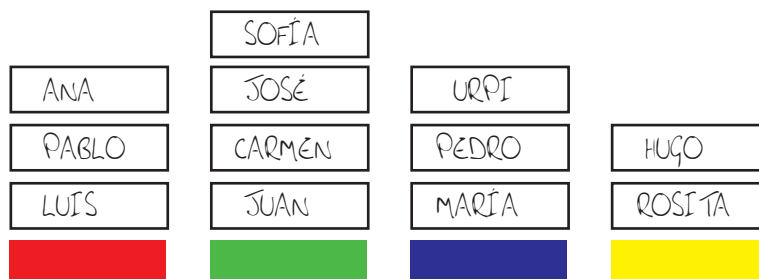 SOFÍA
ANA JOSÉ URPI
PABLO CARMEN PEDRO HUGO
LUIS JUAN MARÍA ROSITA